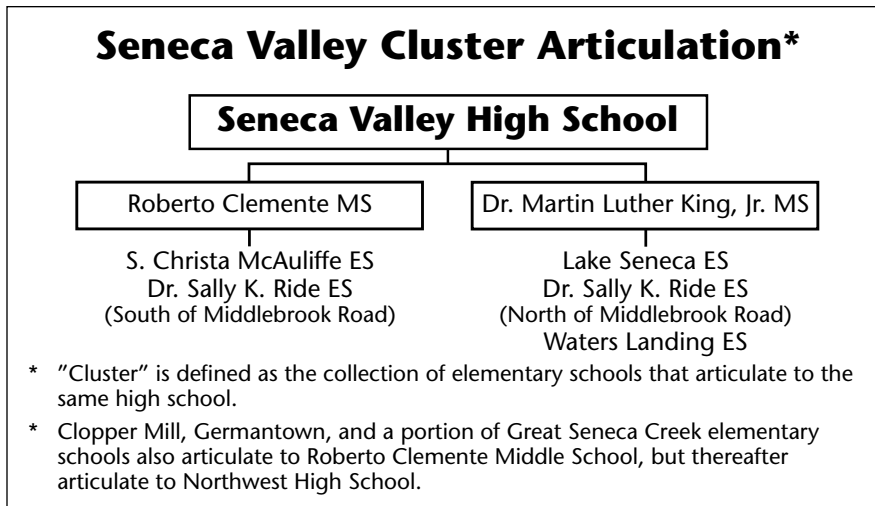 Seneca Valley Cluster Articulation*
Seneca Valley High School
Roberto Clemente MS
Dr. Martin Luther King, Jr. MS
S. Christa McAuliffe ES
Dr. Sally K. Ride ES
(South of Middlebrook Road)
Lake Seneca ES
Dr. Sally K. Ride ES
(North of Middlebrook Road)
Waters Landing ES
* ”Cluster” is defined as the collection of elementary schools that articulate to the
same high school.
* Clopper Mill, Germantown, and a portion of Great Seneca Creek elementary
schools also articulate to Roberto Clemente Middle School, but thereafter
articulate to Northwest High School.